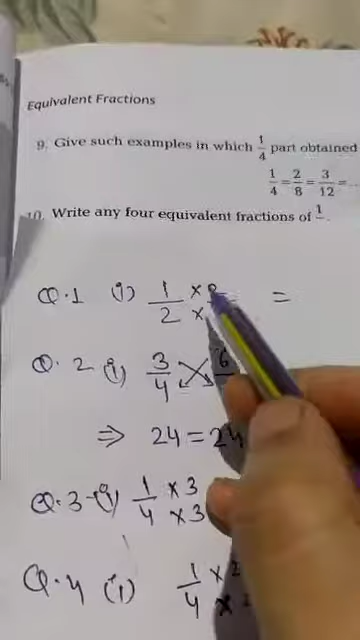 Equivalent Fractions
9. Give such examples in which 1/4 part obtained
1/4 = 2/8 = 3/12 = ...
10. Write any four equivalent fractions of
Q.1 (i) 1/2 × × =
Q. 2 (i) 3/4 6
⇒ 24 = 24
Q. 3 (i) 1/4 × 3 × 3
Q. 4 (i) 1/4 × 2 ×